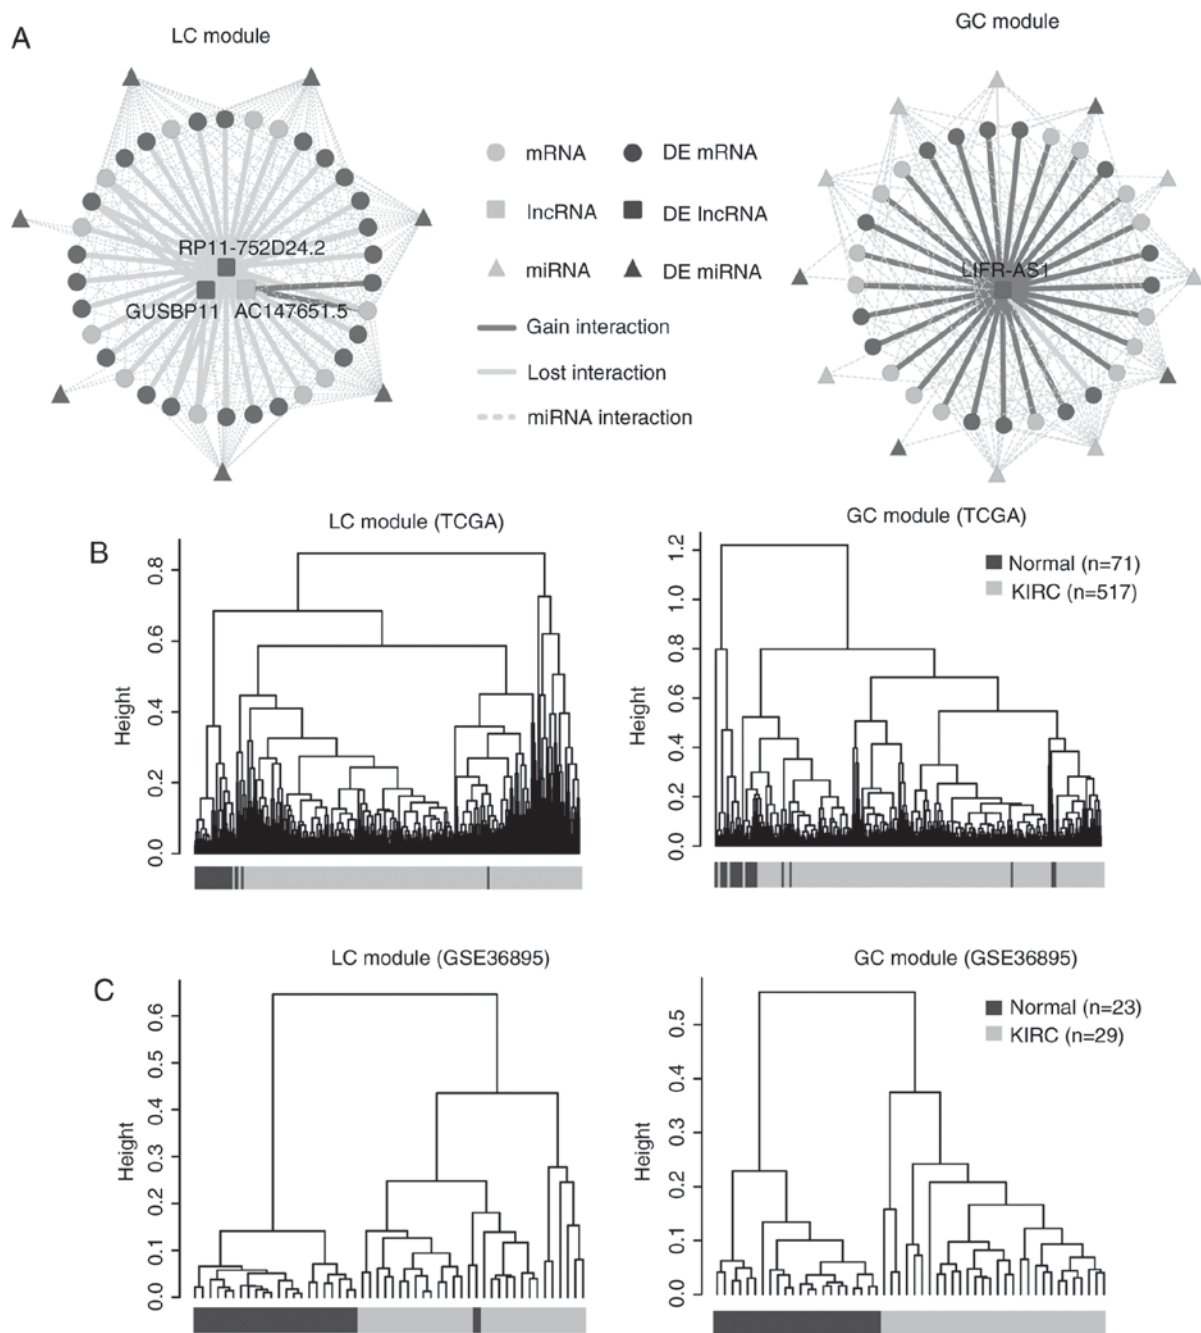 A
LC module
GC module
mRNA
DE mRNA
lncRNA
DE lncRNA
miRNA
DE miRNA
Gain interaction
Lost interaction
miRNA interaction
RP11-752D24.2
GUSBP11
AC147651.5
LIFR-AS1
B
LC module (TCGA)
Height
0.8
0.6
0.4
0.2
0.0
GC module (TCGA)
Normal (n=71)
KIRC (n=517)
Height
1.2
1.0
0.8
0.6
0.4
0.2
0.0
C
LC module (GSE36895)
Height
0.6
0.5
0.4
0.3
0.2
0.1
0.0
GC module (GSE36895)
Normal (n=23)
KIRC (n=29)
Height
0.5
0.4
0.3
0.2
0.1
0.0